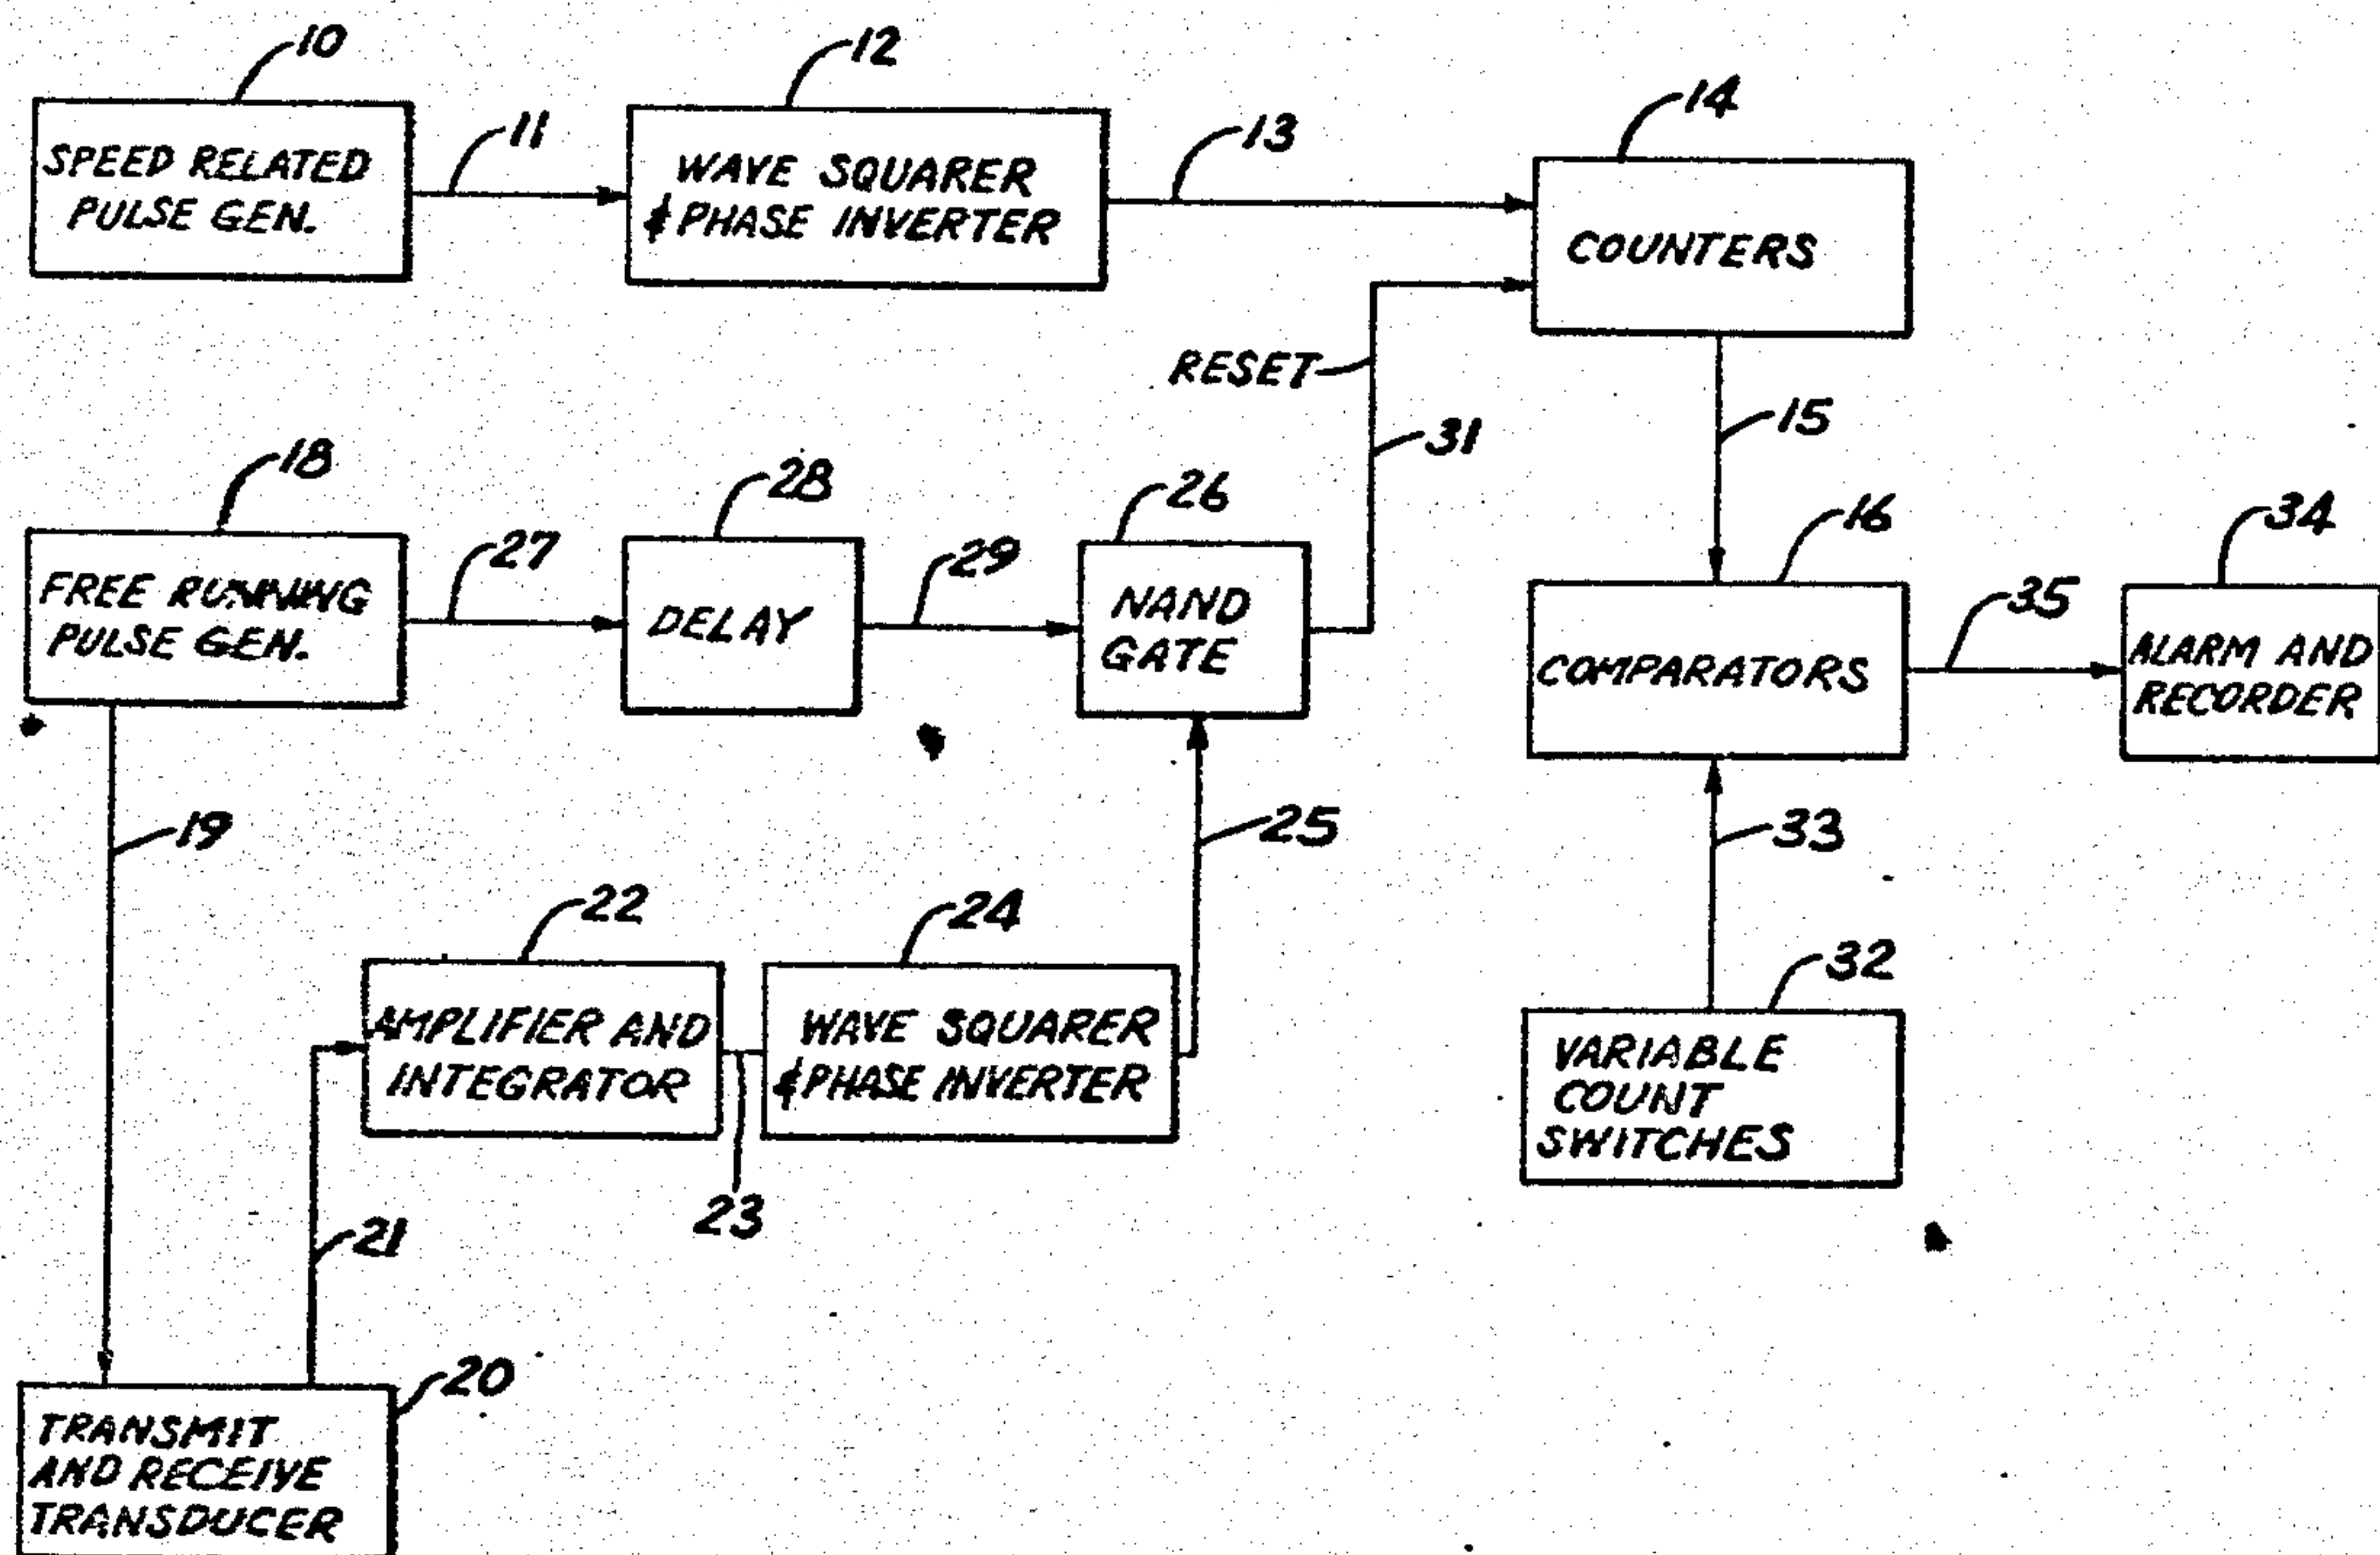 10
12
14
SPEED RELATED
PULSE GEN.
11
WAVE SQUARER
& PHASE INVERTER
13
COUNTERS
RESET
15
31
18
28
26
16
34
FREE RUNNING
PULSE GEN.
27
DELAY
29
NAND
GATE
COMPARATORS
35
ALARM AND
RECORDER
19
25
33
22
24
32
AMPLIFIER AND
INTEGRATOR
WAVE SQUARER
& PHASE INVERTER
VARIABLE
COUNT
SWITCHES
23
21
20
TRANSMIT
AND RECEIVE
TRANSDUCER